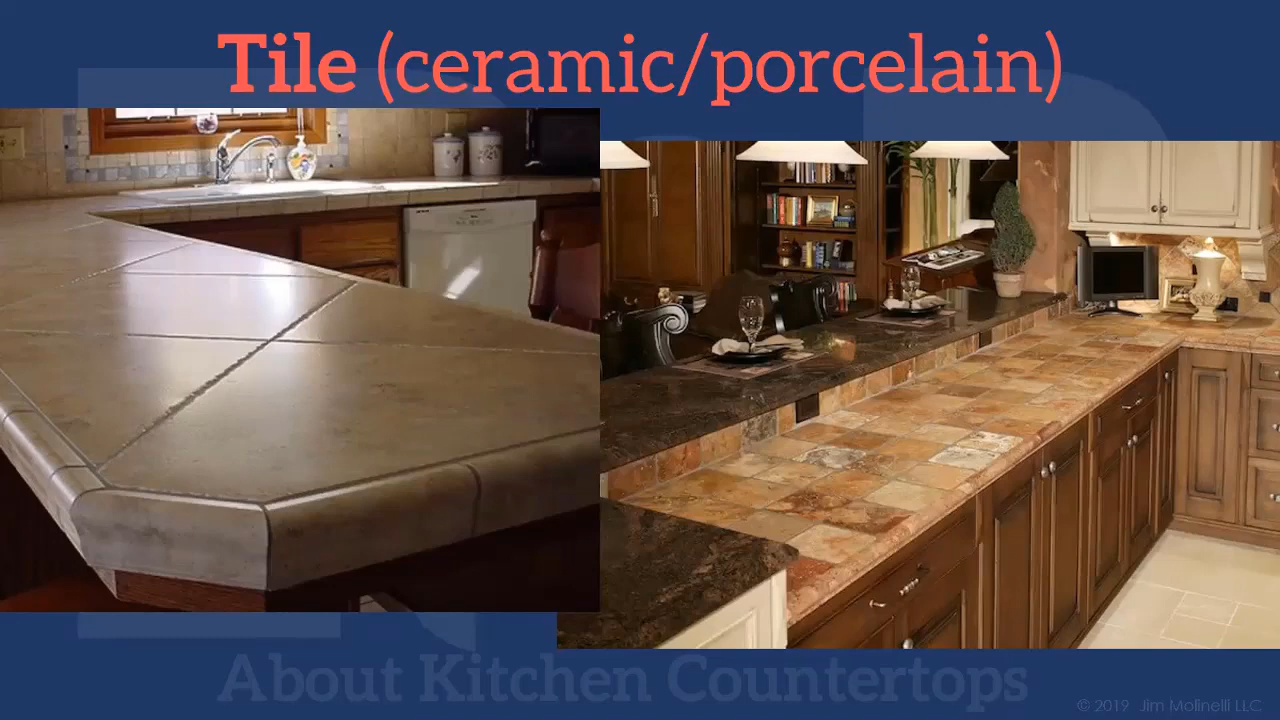 Tile (ceramic/porcelain)
About Kitchen Countertops
© 2019 Jim Molinelli LLC